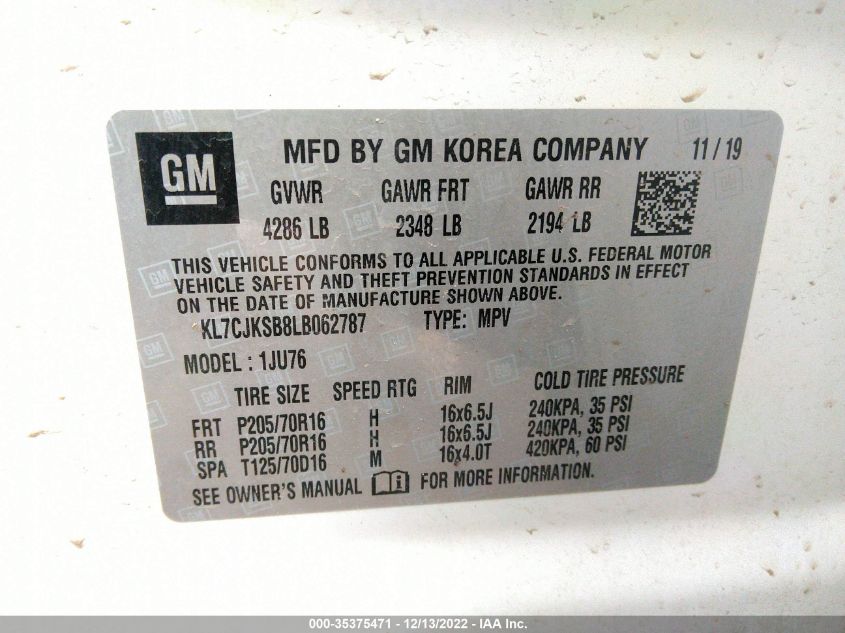 GM MFD BY GM KOREA COMPANY 11 / 19
GVWR GAWR FRT GAWR RR
4286 LB 2348 LB 2194 LB
THIS VEHICLE CONFORMS TO ALL APPLICABLE U.S. FEDERAL MOTOR
VEHICLE SAFETY AND THEFT PREVENTION STANDARDS IN EFFECT
ON THE DATE OF MANUFACTURE SHOWN ABOVE.
KL7CJKSB8LB062787 TYPE: MPV
MODEL : 1JU76
TIRE SIZE SPEED RTG RIM COLD TIRE PRESSURE
FRT P205/70R16 H 16x6.5J 240KPA, 35 PSI
RR P205/70R16 H 16x6.5J 240KPA, 35 PSI
SPA T125/70D16 M 16x4.0T 420KPA, 60 PSI
SEE OWNER'S MANUAL FOR MORE INFORMATION.
000-35375471 - 12/13/2022 - IAA Inc.